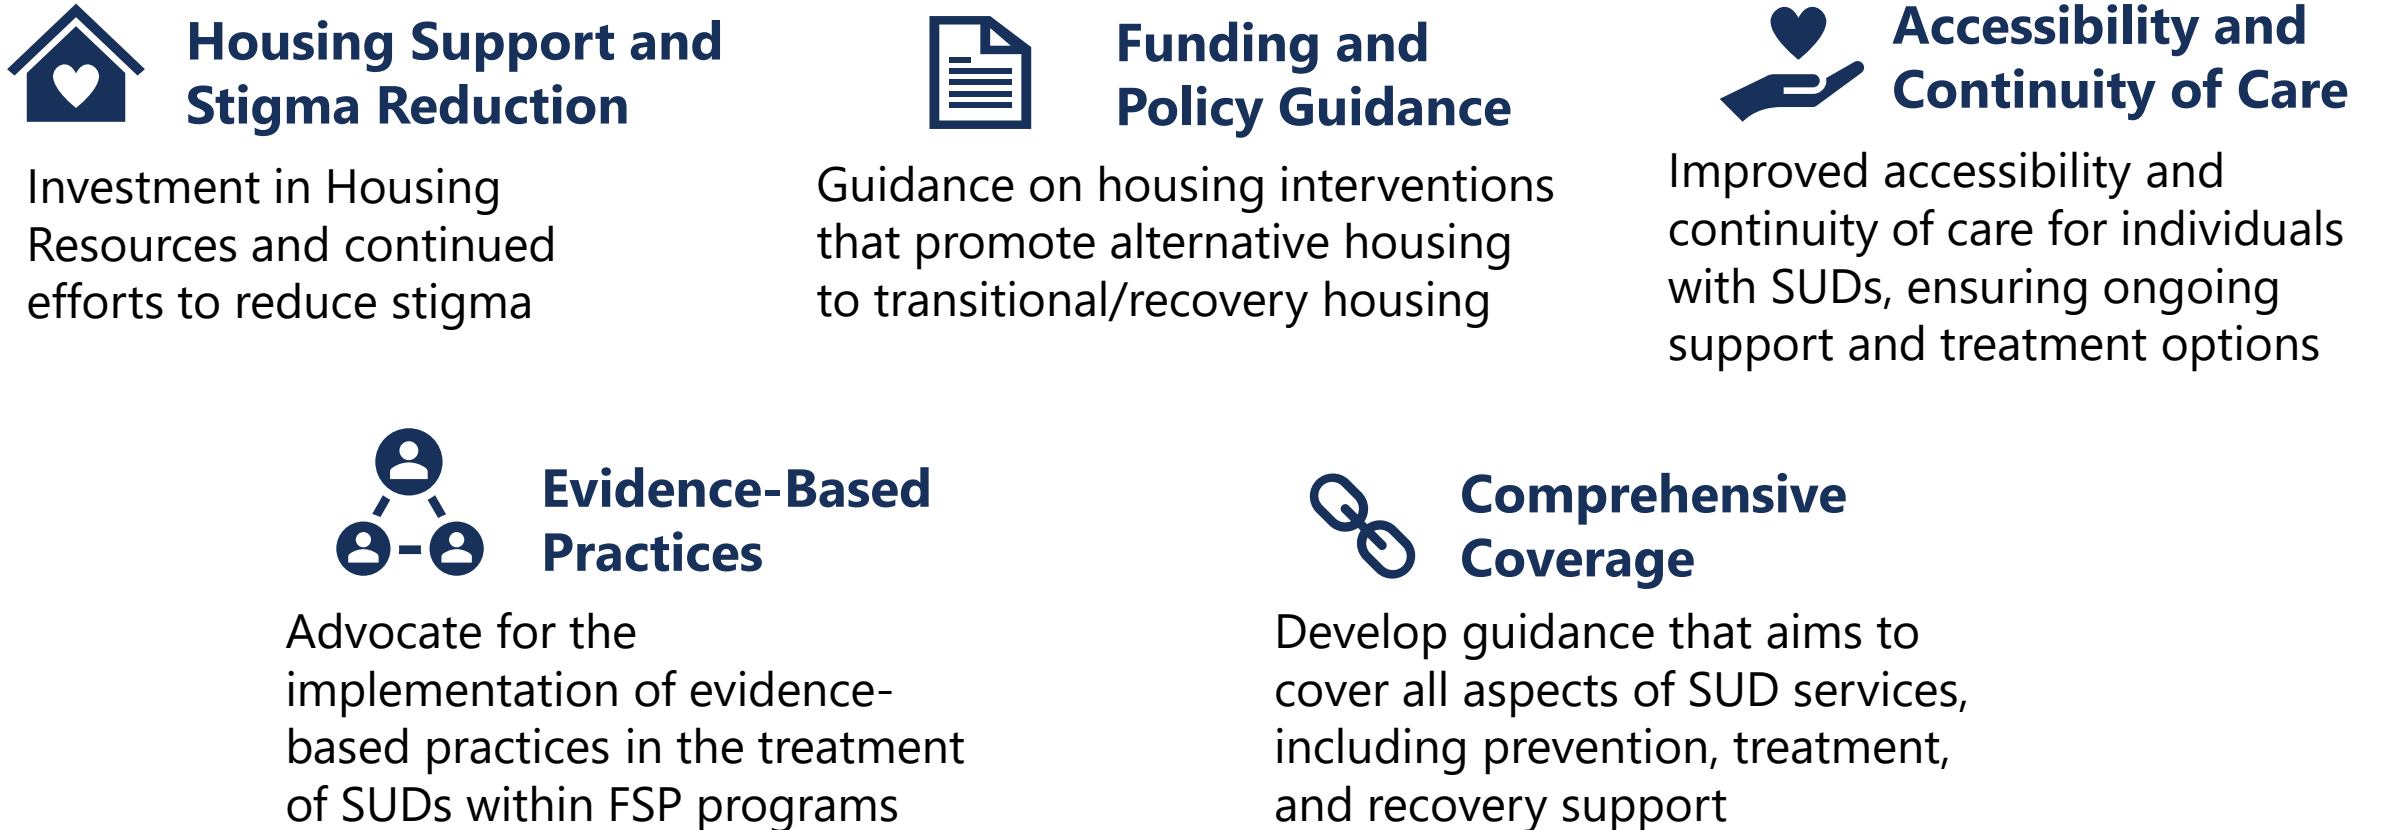 Housing Support and
Stigma Reduction
Investment in Housing
Resources and continued
efforts to reduce stigma
Funding and
Policy Guidance
Guidance on housing interventions
that promote alternative housing
to transitional/recovery housing
Accessibility and
Continuity of Care
Improved accessibility and
continuity of care for individuals
with SUDs, ensuring ongoing
support and treatment options
Evidence-Based
Practices
Advocate for the
implementation of evidence-
based practices in the treatment
of SUDs within FSP programs
Comprehensive
Coverage
Develop guidance that aims to
cover all aspects of SUD services,
including prevention, treatment,
and recovery support